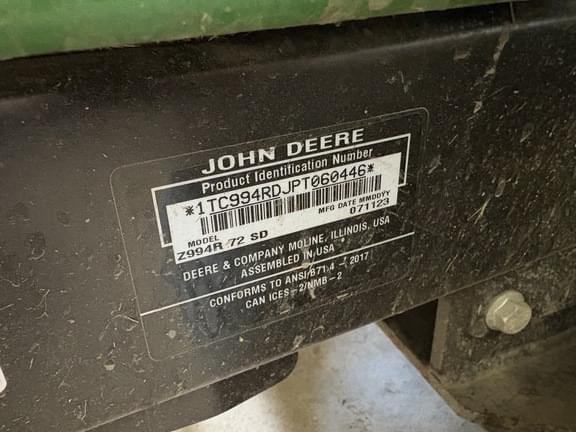 JOHN DEERE
Product Identification Number
*1TC994RDJPT060446*
MODEL
Z994R 72 SD
MFG DATE MMDDYY
071123
DEERE & COMPANY MOLINE, ILLINOIS, USA
ASSEMBLED IN USA
CONFORMS TO ANSI B71.4 - 2017
CAN ICES-2/NMB-2